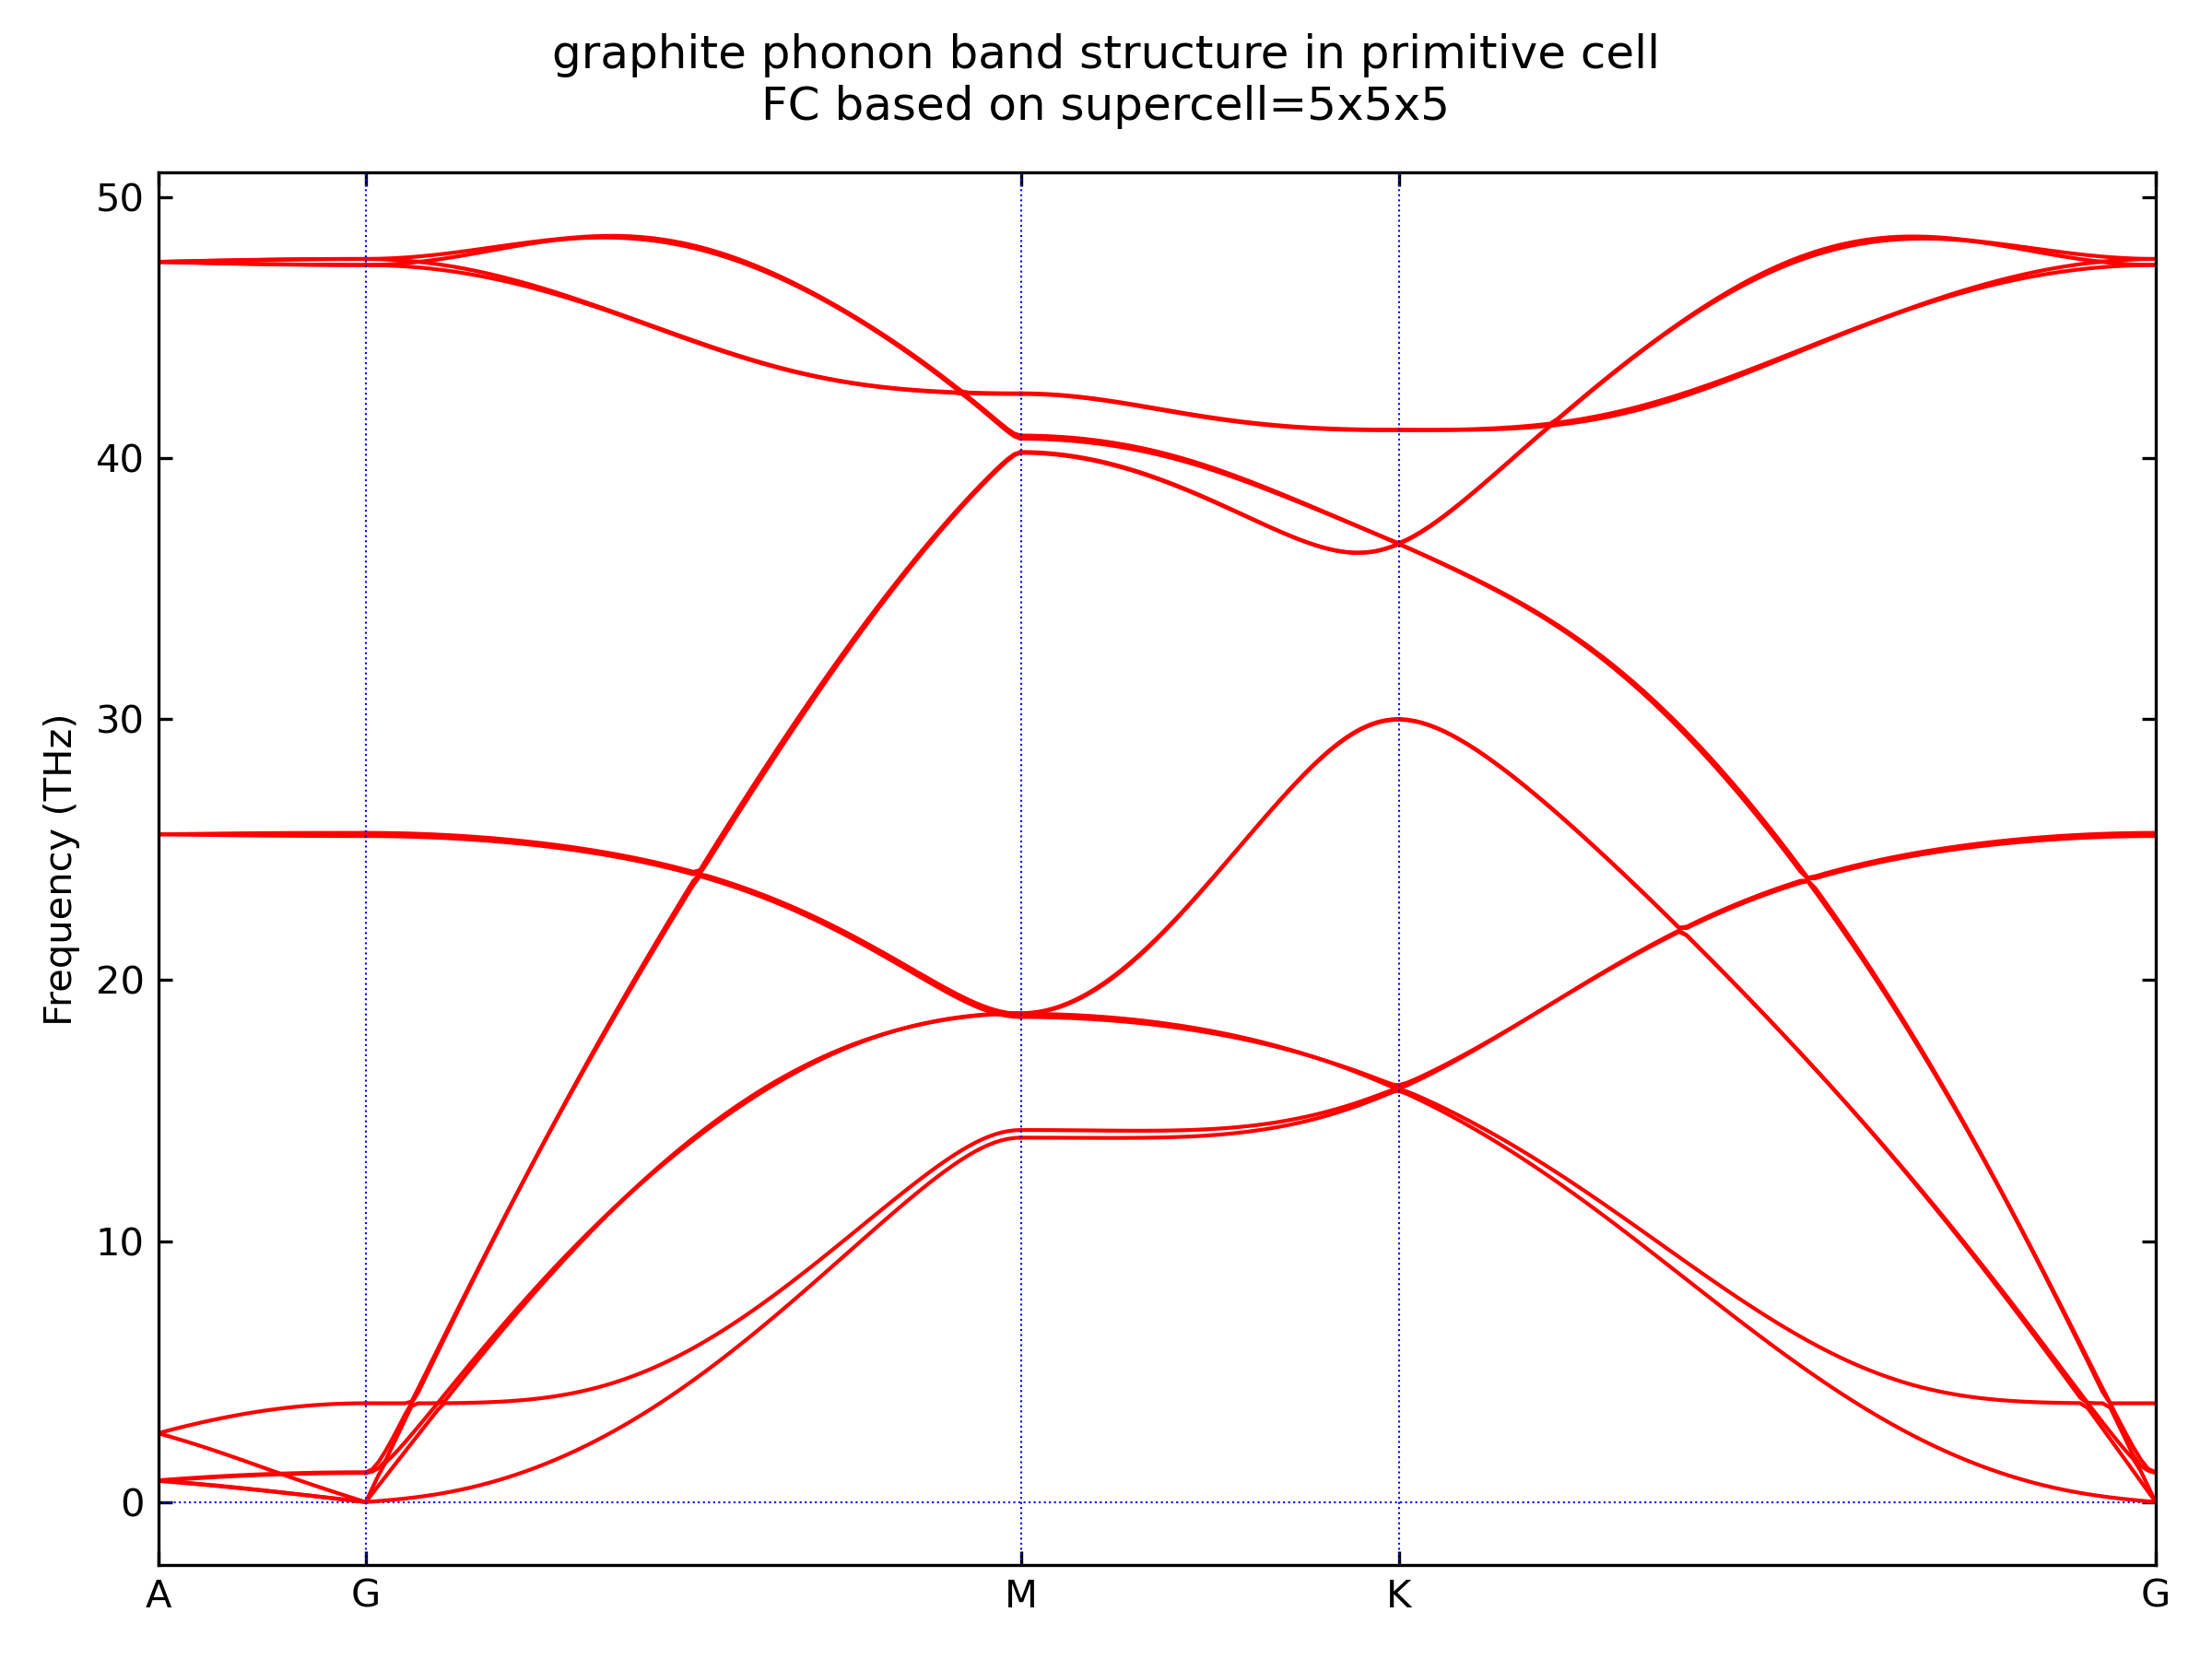 graphite phonon band structure in primitive cell
FC based on supercell=5x5x5
Frequency (THz)
50
40
30
20
10
0
A G M K G